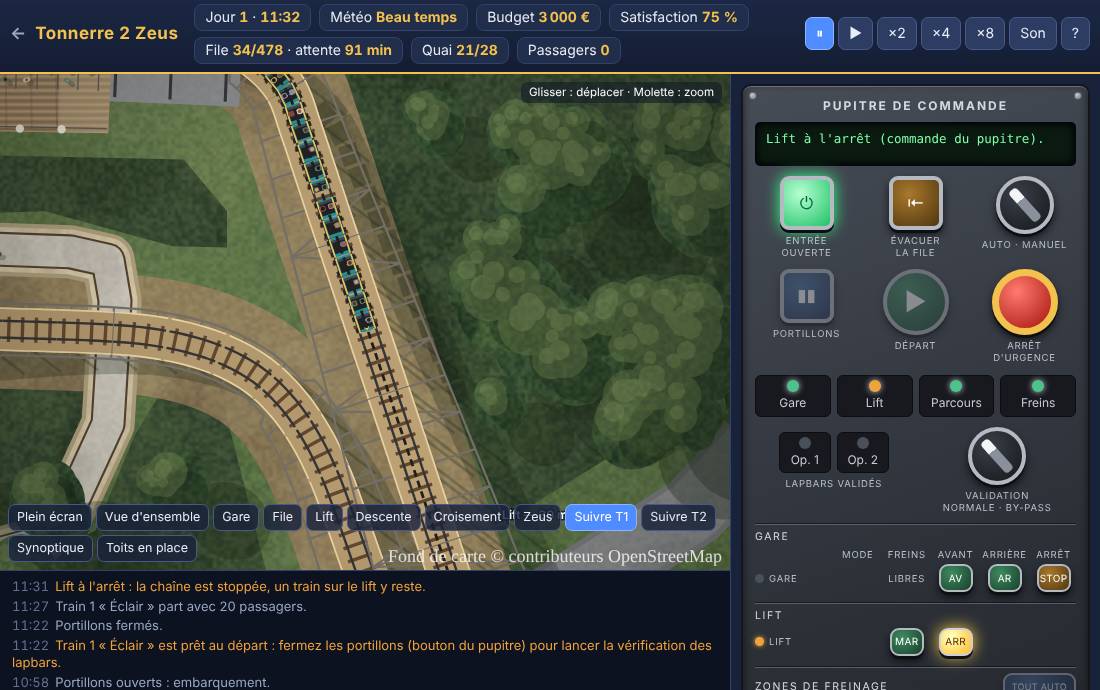 Tonnerre 2 Zeus
Jour 1 · 11:32
Météo Beau temps
Budget 3 000 €
Satisfaction 75 %
File 34/478 · attente 91 min
Quai 21/28
Passagers 0
×2
×4
×8
Son
?
Glisser : déplacer · Molette : zoom
Plein écran
Vue d'ensemble
Gare
File
Lift
Descente
Croisement
Zeus
Suivre T1
Suivre T2
Synoptique
Toits en place
Fond de carte © contributeurs OpenStreetMap
11:31 Lift à l'arrêt : la chaîne est stoppée, un train sur le lift y reste.
11:27 Train 1 « Éclair » part avec 20 passagers.
11:22 Portillons fermés.
11:22 Train 1 « Éclair » est prêt au départ : fermez les portillons (bouton du pupitre) pour lancer la vérification des
lapbars.
10:58 Portillons ouverts : embarquement.
PUPITRE DE COMMANDE
Lift à l'arrêt (commande du pupitre).
ENTRÉE
OUVERTE
ÉVACUER
LA FILE
AUTO · MANUEL
PORTILLONS
DÉPART
ARRÊT
D'URGENCE
Gare
Lift
Parcours
Freins
Op. 1
Op. 2
LAPBARS VALIDÉS
VALIDATION
NORMALE · BY-PASS
GARE
MODE FREINS AVANT ARRIÈRE ARRÊT
GARE LIBRES AV AR STOP
LIFT
LIFT MAR ARR
ZONES DE FREINAGE TOUT AUTO